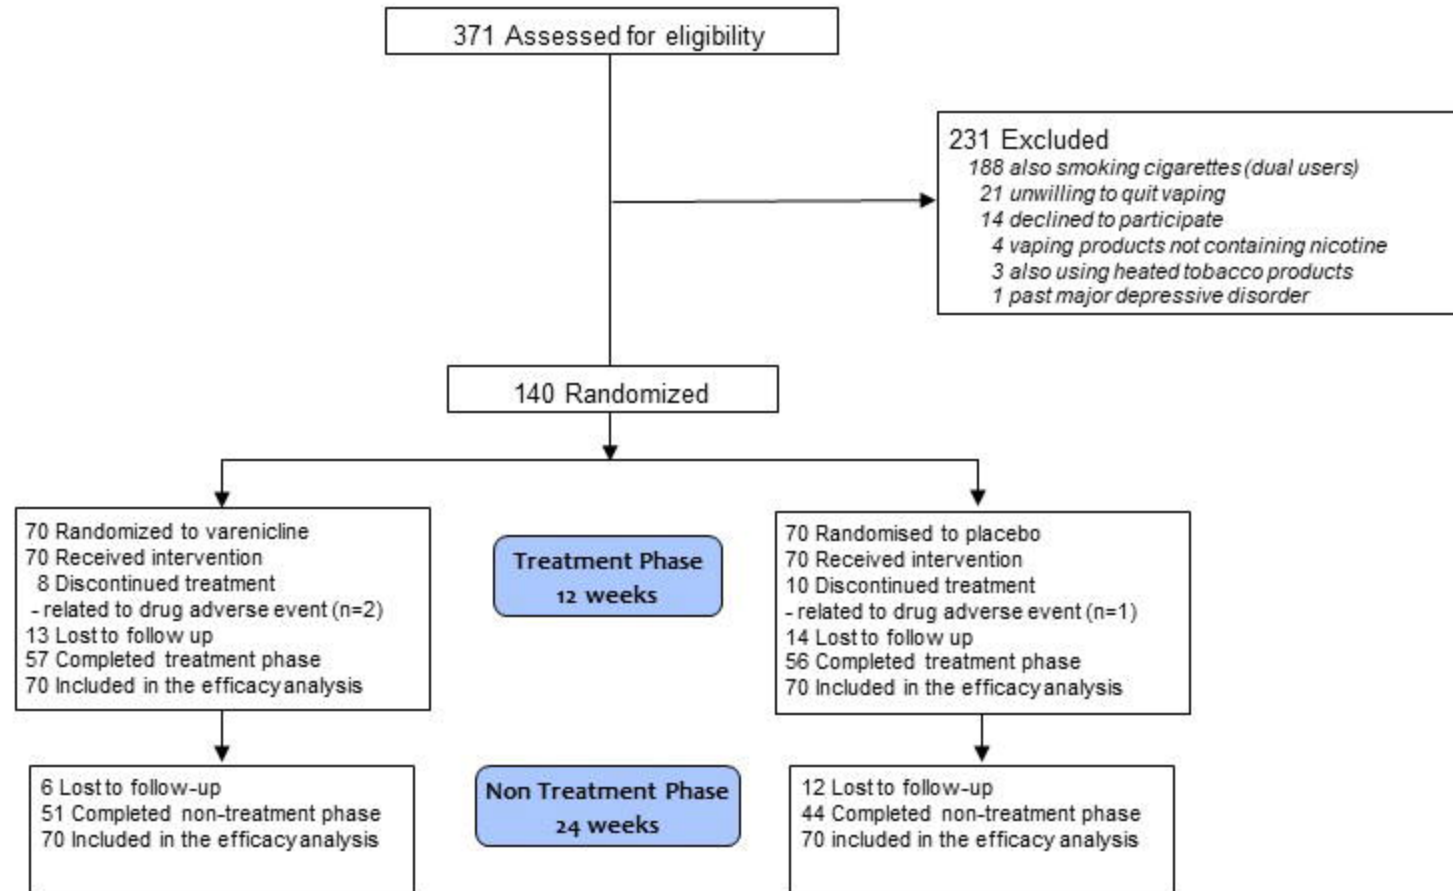 371 Assessed for eligibility
231 Excluded
188 also smoking cigarettes (dual users)
21 unwilling to quit vaping
14 declined to participate
4 vaping products not containing nicotine
3 also using heated tobacco products
1 past major depressive disorder
140 Randomized
70 Randomized to varenicline
70 Received intervention
8 Discontinued treatment
- related to drug adverse event (n=2)
13 Lost to follow up
57 Completed treatment phase
70 Included in the efficacy analysis
Treatment Phase
12 weeks
70 Randomised to placebo
70 Received intervention
10 Discontinued treatment
- related to drug adverse event (n=1)
14 Lost to follow up
56 Completed treatment phase
70 Included in the efficacy analysis
6 Lost to follow-up
51 Completed non-treatment phase
70 Included in the efficacy analysis
Non Treatment Phase
24 weeks
12 Lost to follow-up
44 Completed non-treatment phase
70 included in the efficacy analysis